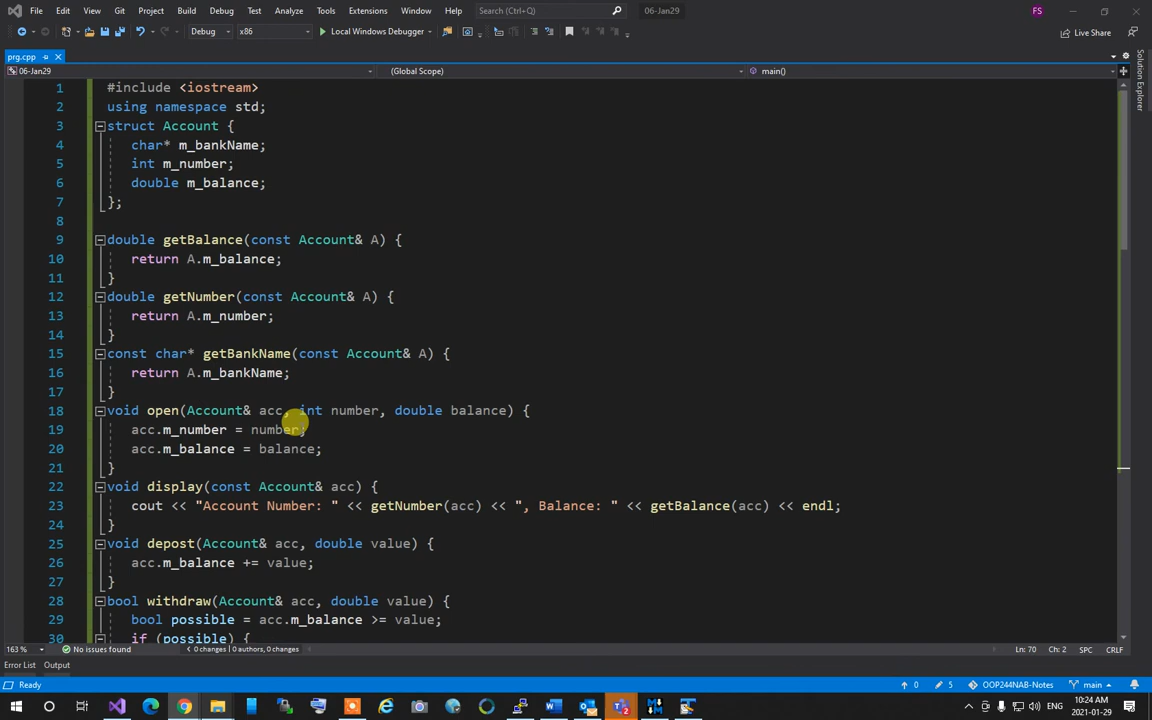 File Edit View Git Project Build Debug Test Analyze Tools Extensions Window Help Search (Ctrl+Q) 06-Jan29 FS
Debug x86 Local Windows Debugger Live Share
prg.cpp
06-Jan29 (Global Scope) main()
Solution Explorer
1 #include <iostream>
2 using namespace std;
3 struct Account {
4 char* m_bankName;
5 int m_number;
6 double m_balance;
7 };
8
9 double getBalance(const Account& A) {
10 return A.m_balance;
11 }
12 double getNumber(const Account& A) {
13 return A.m_number;
14 }
15 const char* getBankName(const Account& A) {
16 return A.m_bankName;
17 }
18 void open(Account& acc, int number, double balance) {
19 acc.m_number = number;
20 acc.m_balance = balance;
21 }
22 void display(const Account& acc) {
23 cout << "Account Number: " << getNumber(acc) << ", Balance: " << getBalance(acc) << endl;
24 }
25 void depost(Account& acc, double value) {
26 acc.m_balance += value;
27 }
28 bool withdraw(Account& acc, double value) {
29 bool possible = acc.m_balance >= value;
30 if (possible) {
163 % No issues found 0 changes | 0 authors, 0 changes Ln: 70 Ch: 2 SPC CRLF
Error List Output
Ready 0 5 OOP244NAB-Notes main
ENG 10:24 AM 2021-01-29